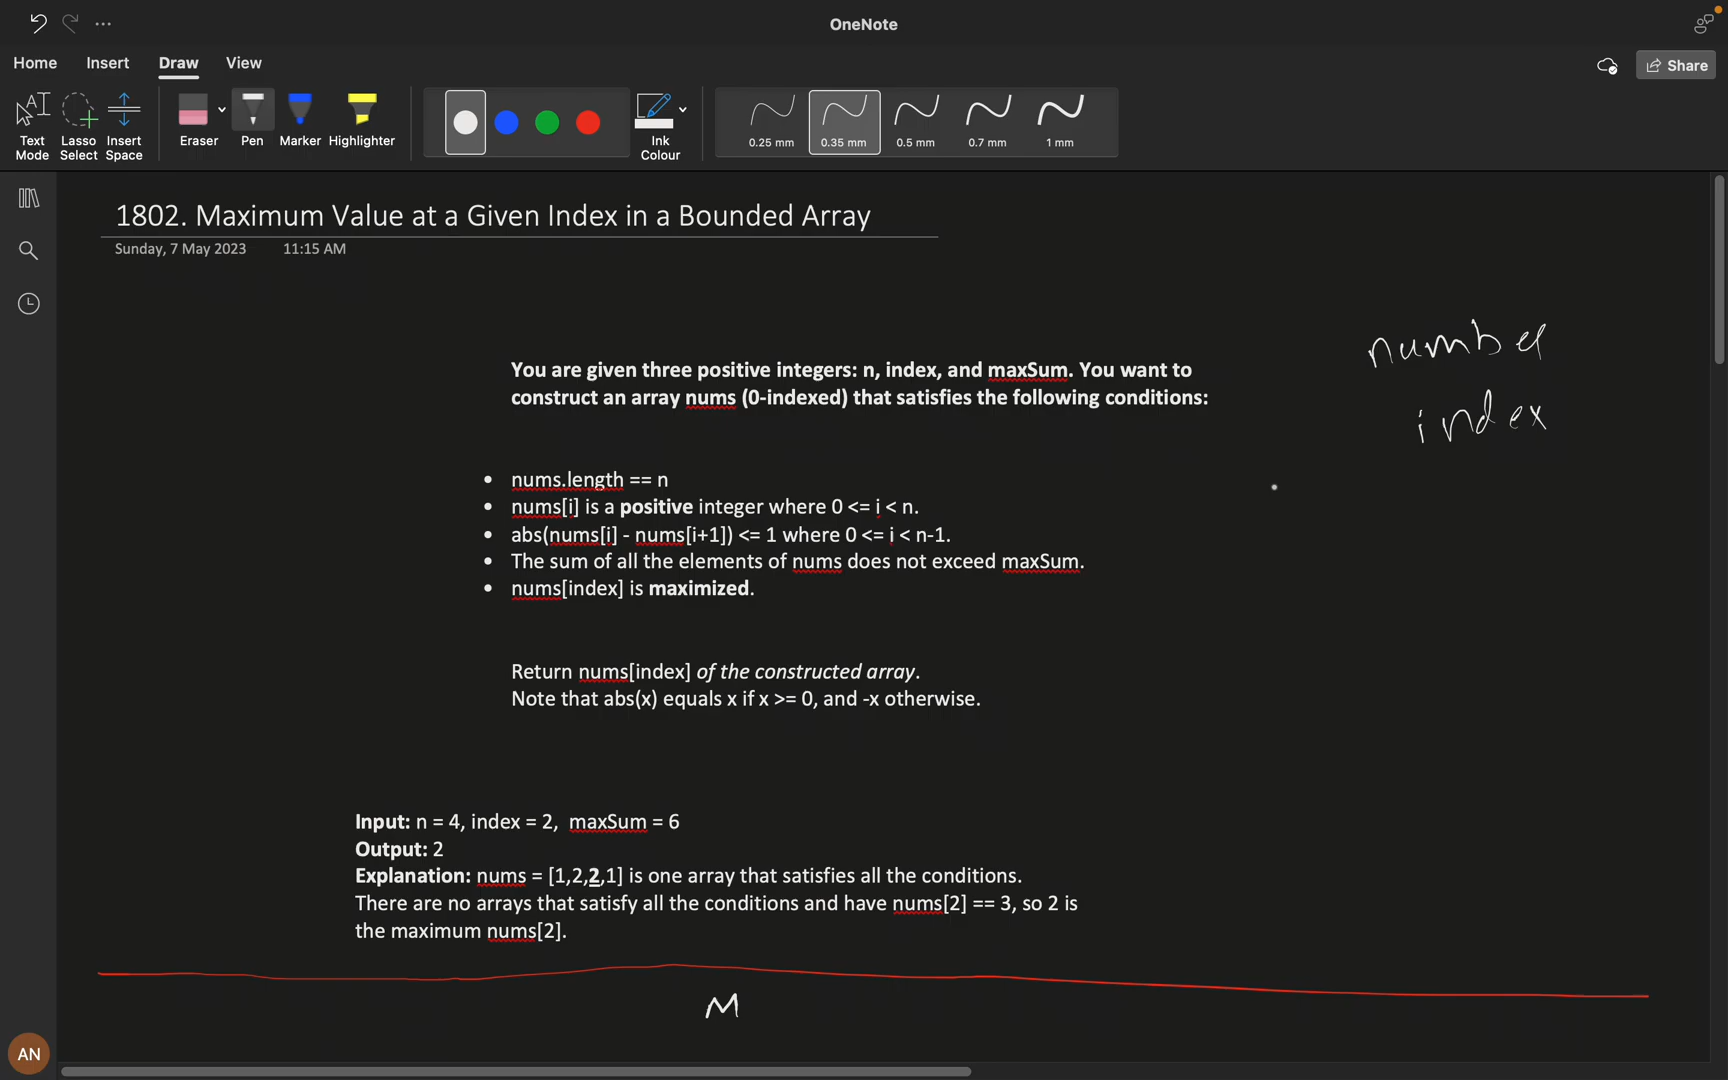 OneNote
Home Insert Draw View
Share
Text Mode
Lasso Select
Insert Space
Eraser
Pen
Marker
Highlighter
Ink Colour
0.25 mm
0.35 mm
0.5 mm
0.7 mm
1 mm
1802. Maximum Value at a Given Index in a Bounded Array
Sunday, 7 May 2023 11:15 AM
number
You are given three positive integers: n, index, and maxSum. You want to
construct an array nums (0-indexed) that satisfies the following conditions:
index
• nums.length == n
• nums[i] is a positive integer where 0 <= i < n.
• abs(nums[i] - nums[i+1]) <= 1 where 0 <= i < n-1.
• The sum of all the elements of nums does not exceed maxSum.
• nums[index] is maximized.
Return nums[index] of the constructed array.
Note that abs(x) equals x if x >= 0, and -x otherwise.
Input: n = 4, index = 2, maxSum = 6
Output: 2
Explanation: nums = [1,2,2,1] is one array that satisfies all the conditions.
There are no arrays that satisfy all the conditions and have nums[2] == 3, so 2 is
the maximum nums[2].
M
AN